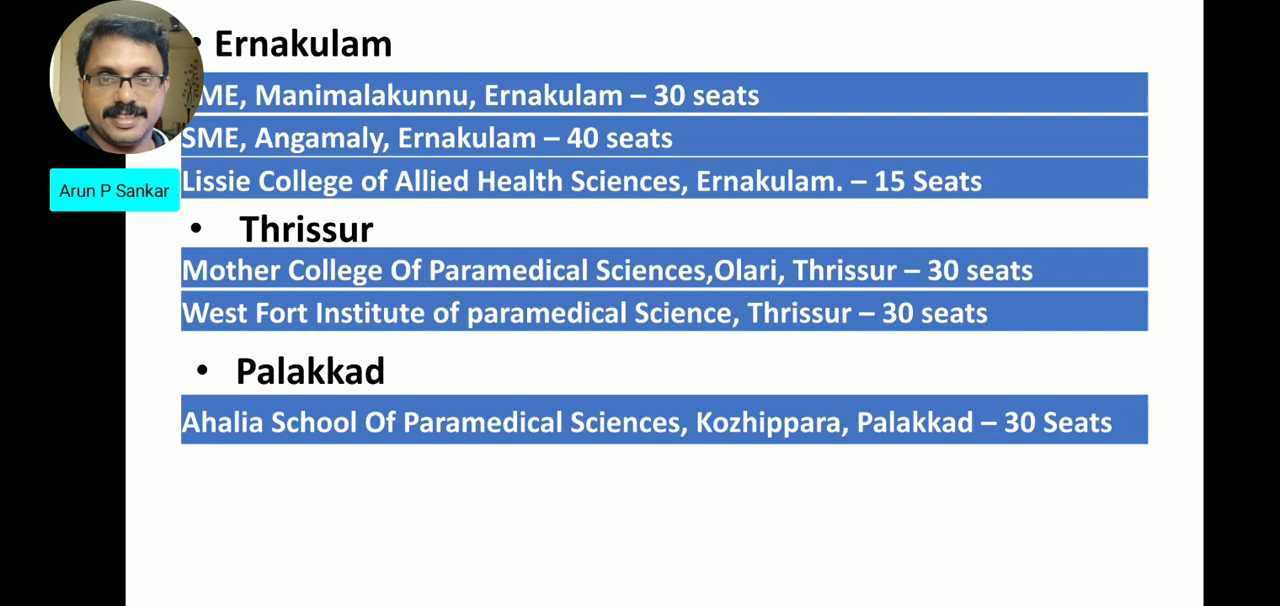 • Ernakulam
ME, Manimalakunnu, Ernakulam – 30 seats
SME, Angamaly, Ernakulam – 40 seats
Arun P Sankar
Lissie College of Allied Health Sciences, Ernakulam. – 15 Seats
• Thrissur
Mother College Of Paramedical Sciences,Olari, Thrissur – 30 seats
West Fort Institute of paramedical Science, Thrissur – 30 seats
• Palakkad
Ahalia School Of Paramedical Sciences, Kozhippara, Palakkad – 30 Seats